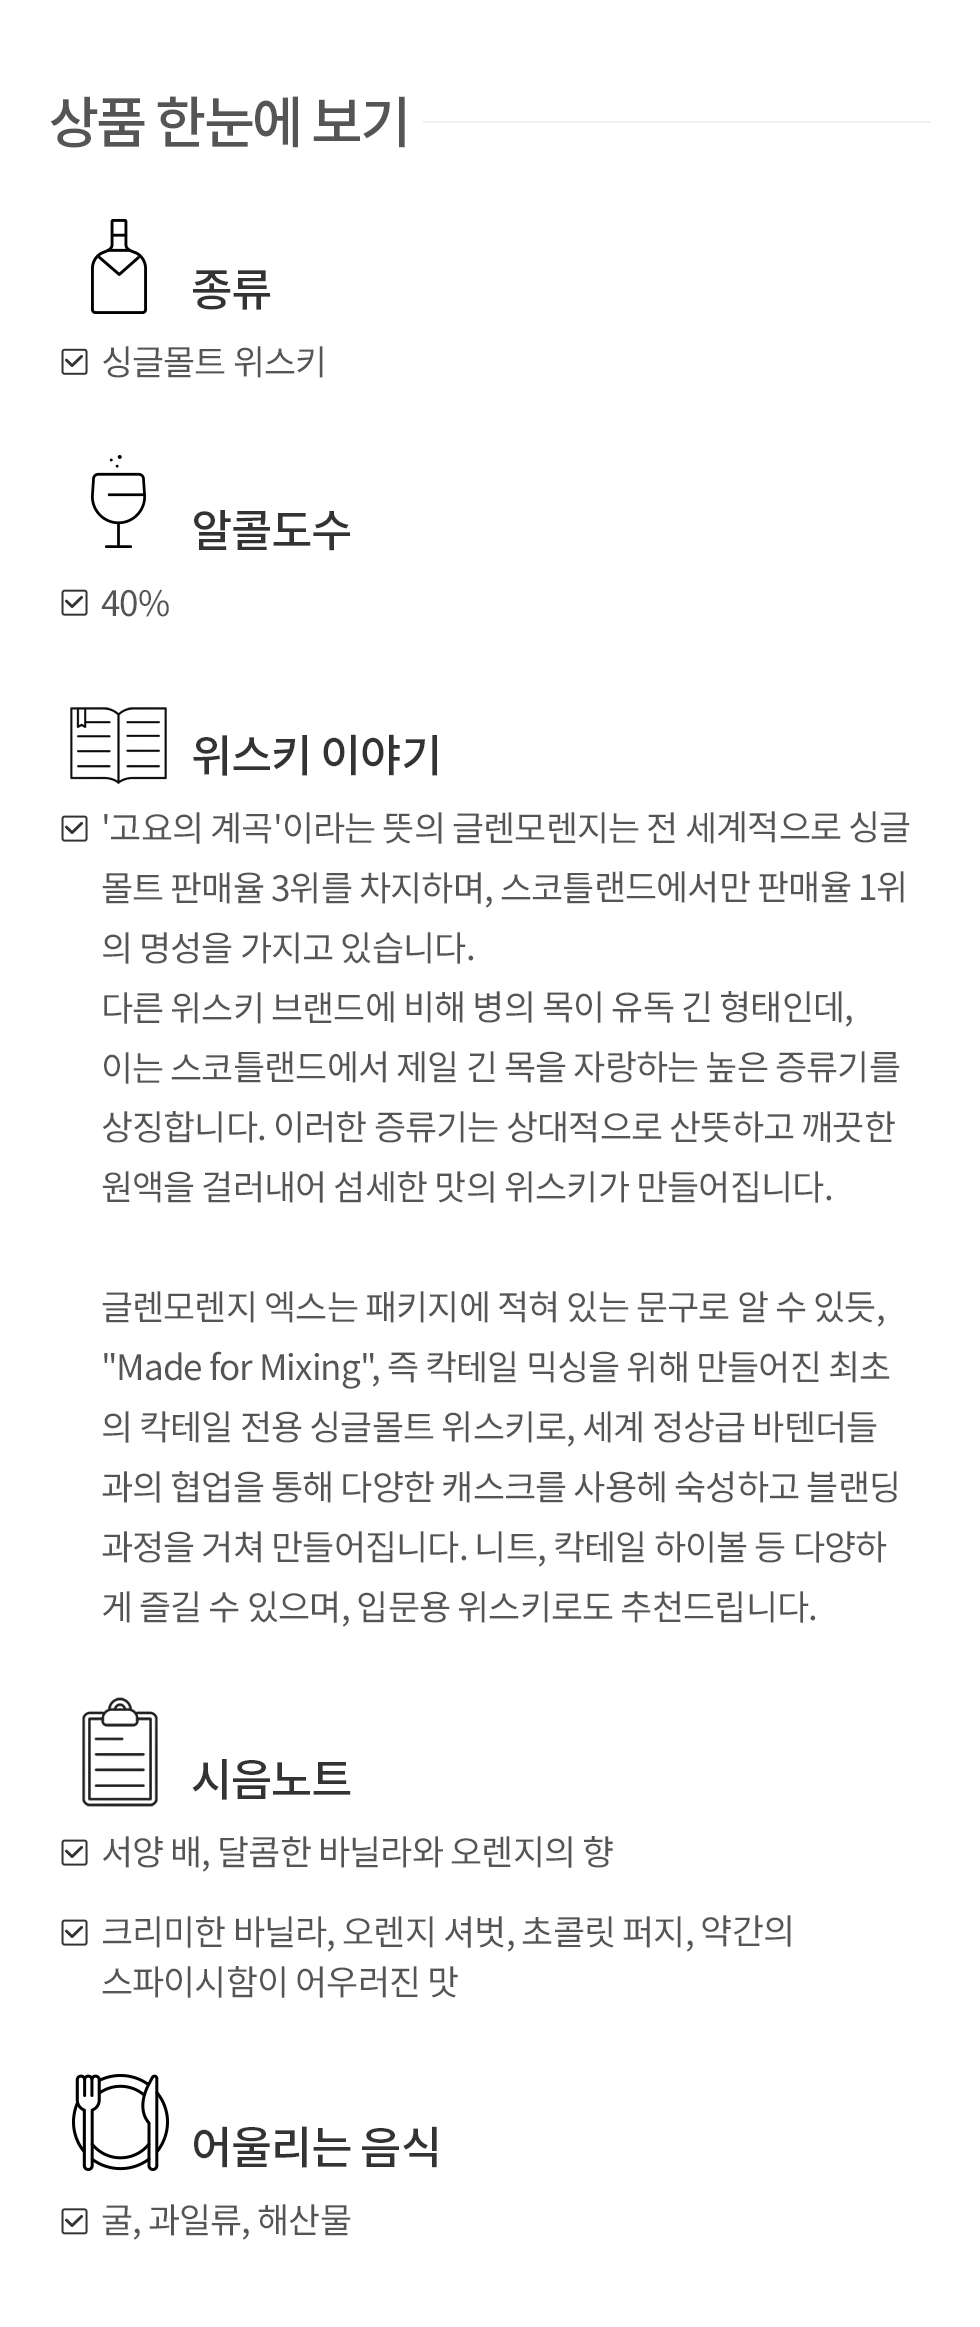 상품 한눈에 보기
종류
싱글몰트 위스키
알콜도수
40%
위스키 이야기
'고요의 계곡'이라는 뜻의 글렌모렌지는 전 세계적으로 싱글
몰트 판매율 3위를 차지하며, 스코틀랜드에서만 판매율 1위
의 명성을 가지고 있습니다.
다른 위스키 브랜드에 비해 병의 목이 유독 긴 형태인데,
이는 스코틀랜드에서 제일 긴 목을 자랑하는 높은 증류기를
상징합니다. 이러한 증류기는 상대적으로 산뜻하고 깨끗한
원액을 걸러내어 섬세한 맛의 위스키가 만들어집니다.
글렌모렌지 엑스는 패키지에 적혀 있는 문구로 알 수 있듯,
"Made for Mixing", 즉 칵테일 믹싱을 위해 만들어진 최초
의 칵테일 전용 싱글몰트 위스키로, 세계 정상급 바텐더들
과의 협업을 통해 다양한 캐스크를 사용헤 숙성하고 블랜딩
과정을 거쳐 만들어집니다. 니트, 칵테일 하이볼 등 다양하
게 즐길 수 있으며, 입문용 위스키로도 추천드립니다.
시음노트
서양 배, 달콤한 바닐라와 오렌지의 향
크리미한 바닐라, 오렌지 셔벗, 초콜릿 퍼지, 약간의
스파이시함이 어우러진 맛
어울리는 음식
굴, 과일류, 해산물